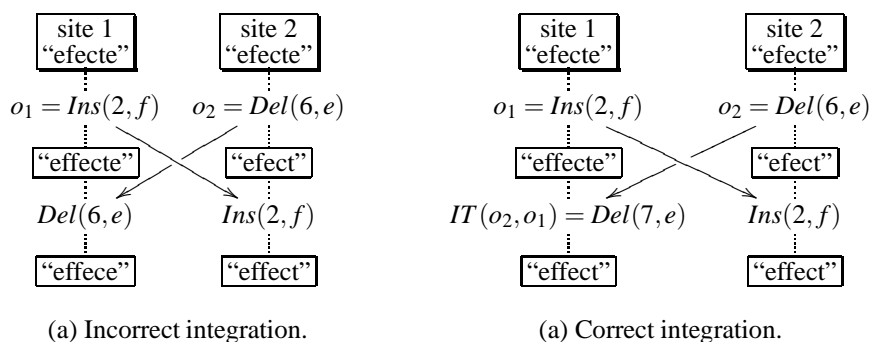 site 1 site 2 site 1 site 2
“efecte” “efecte” “efecte” “efecte”
o₁ = Ins(2, f) o₂ = Del(6, e) o₁ = Ins(2, f) o₂ = Del(6, e)
“effecte” “efect” “effecte” “efect”
Del(6, e) Ins(2, f) IT(o₂, o₁) = Del(7, e) Ins(2, f)
“effece” “effect” “effect” “effect”
(a) Incorrect integration. (a) Correct integration.